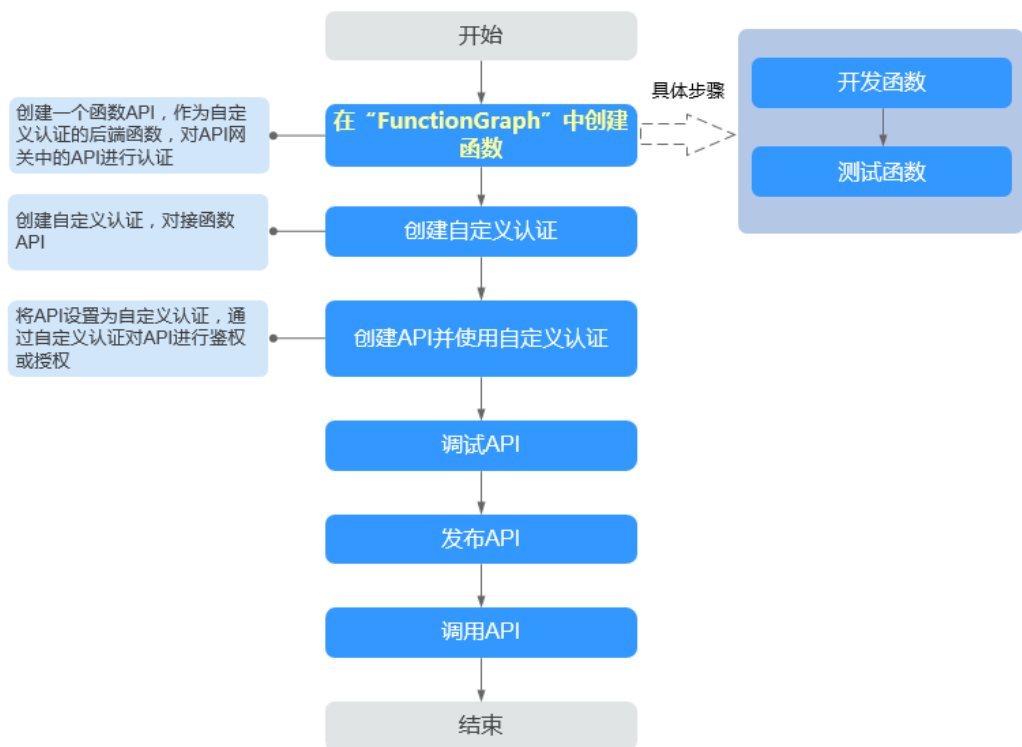 开始
创建一个函数API，作为自定
义认证的后端函数，对API网
关中的API进行认证
在“FunctionGraph”中创建
函数
具体步骤
开发函数
测试函数
创建自定义认证，对接函数
API
创建自定义认证
将API设置为自定义认证，通
过自定义认证对API进行鉴权
或授权
创建API并使用自定义认证
调试API
发布API
调用API
结束